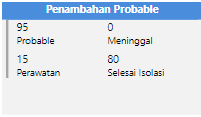 Penambahan Probable
95 0
Probable Meninggal
15 80
Perawatan Selesai Isolasi